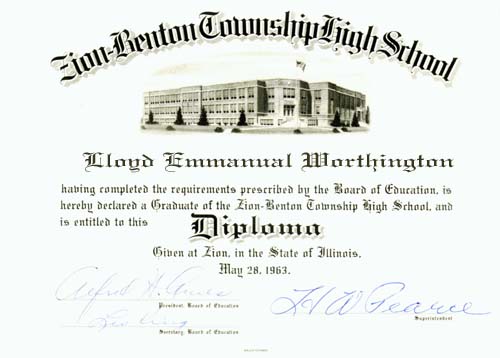 Zion-Benton Township High School
Lloyd Emmanual Worthington
having completed the requirements prescribed by the Board of Education, is
hereby declared a Graduate of the Zion-Benton Township High School, and
is entitled to this Diploma
Given at Zion, in the State of Illinois,
May 28, 1963.
Alfred H.
President, Board of Education
H W Pearce
Superintendent
Secretary, Board of Education